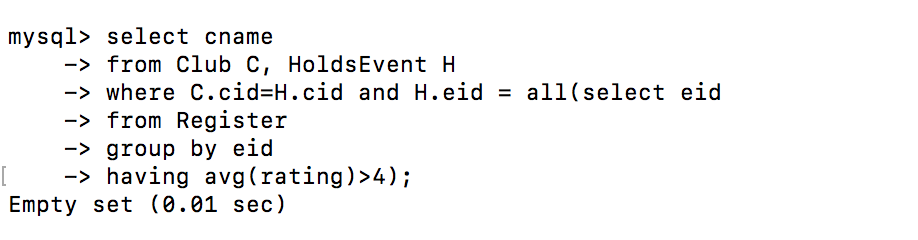 mysql> select cname
    -> from Club C, HoldsEvent H
    -> where C.cid=H.cid and H.eid = all(select eid
    -> from Register
    -> group by eid
[    -> having avg(rating)>4);
Empty set (0.01 sec)